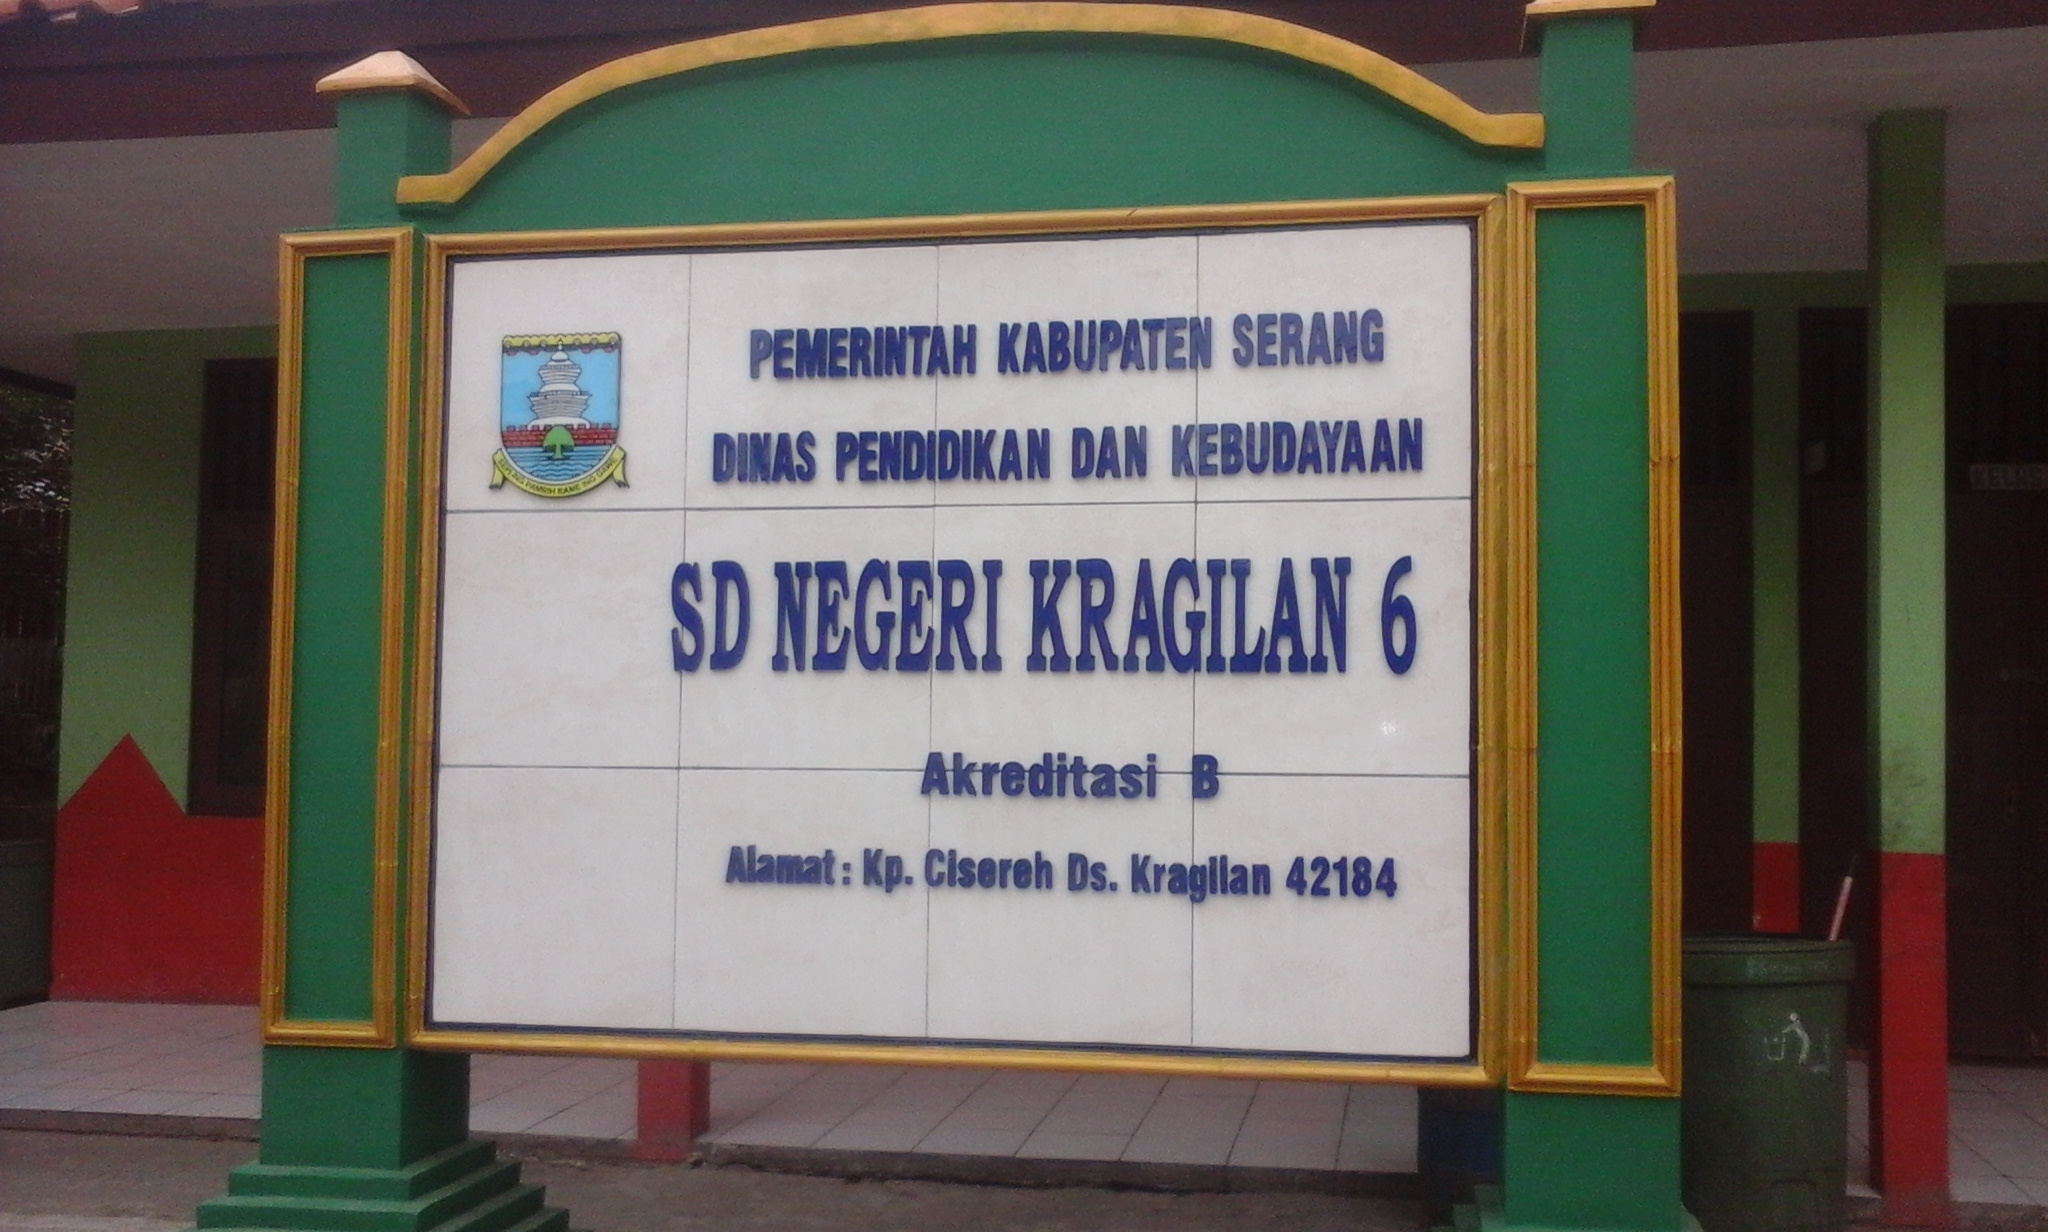 PEMERINTAH KABUPATEN SERANG
DINAS PENDIDIKAN DAN KEBUDAYAAN
SD NEGERI KRAGILAN 6
Akreditasi B
Alamat : Kp. Cisereh Ds. Kragilan 42184